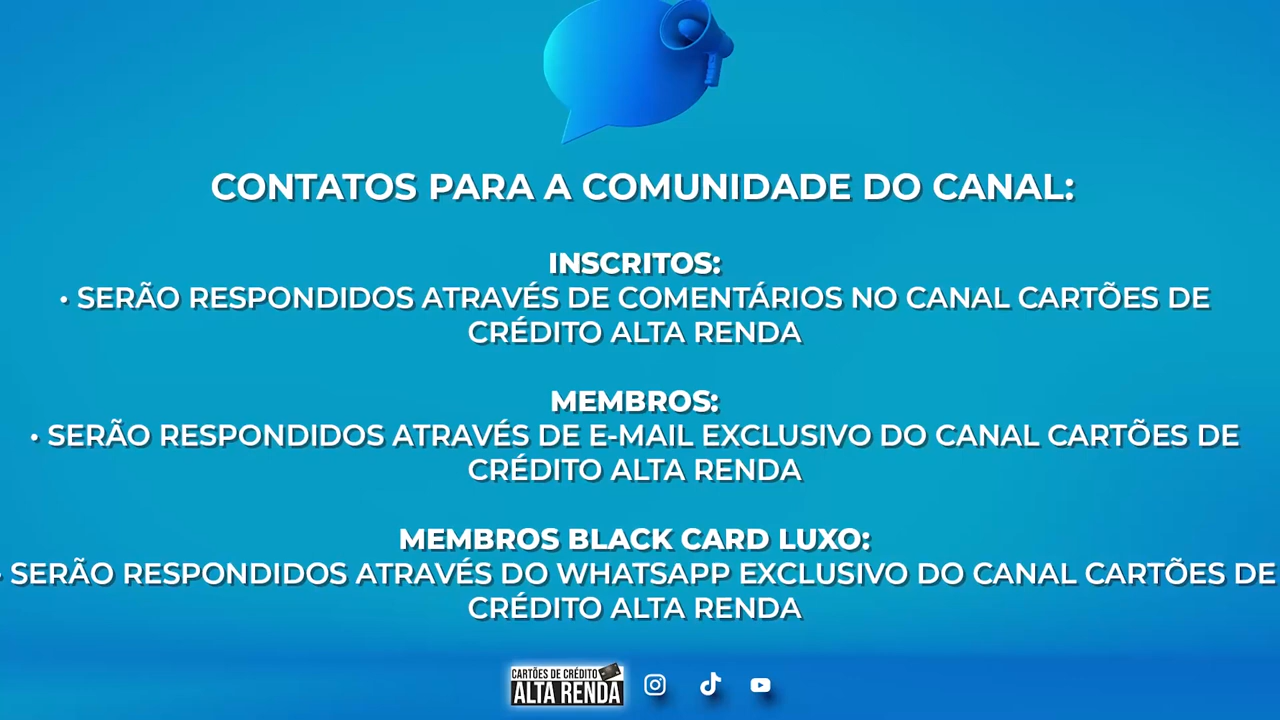 CONTATOS PARA A COMUNIDADE DO CANAL:
INSCRITOS:
• SERÃO RESPONDIDOS ATRAVÉS DE COMENTÁRIOS NO CANAL CARTÕES DE
CRÉDITO ALTA RENDA
MEMBROS:
• SERÃO RESPONDIDOS ATRAVÉS DE E-MAIL EXCLUSIVO DO CANAL CARTÕES DE
CRÉDITO ALTA RENDA
MEMBROS BLACK CARD LUXO:
• SERÃO RESPONDIDOS ATRAVÉS DO WHATSAPP EXCLUSIVO DO CANAL CARTÕES DE
CRÉDITO ALTA RENDA
CARTÕES DE CRÉDITO
ALTA RENDA